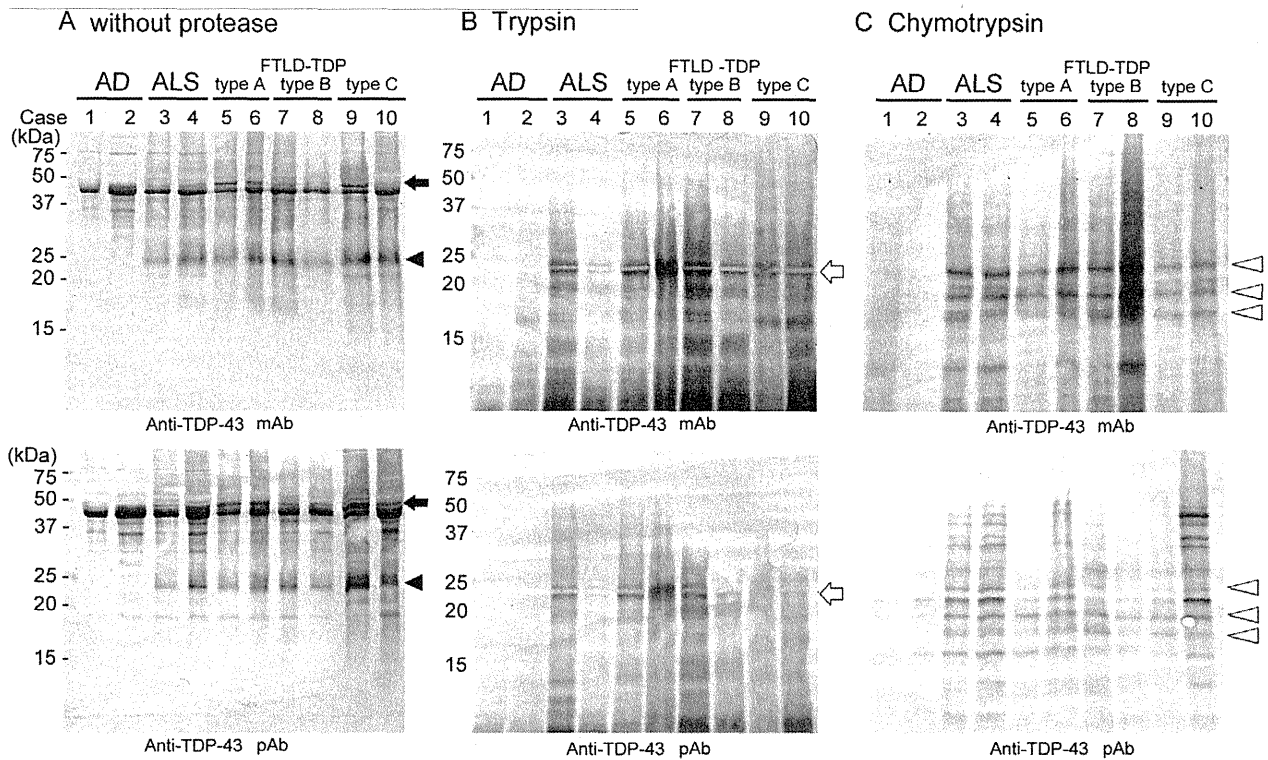 A without protease
FTLD-TDP
AD ALS type A type B type C
Case 1 2 3 4 5 6 7 8 9 10
(kDa)
75 -
50 -
37 -
25 -
20 -
15 -
Anti-TDP-43 mAb
(kDa)
75 -
50 -
37 -
25 -
20 -
15 -
Anti-TDP-43 pAb
B Trypsin
FTLD -TDP
AD ALS type A type B type C
1 2 3 4 5 6 7 8 9 10
75
50
37
25
20
15
Anti-TDP-43 mAb
75
50
37
25
20
15
Anti-TDP-43 pAb
C Chymotrypsin
FTLD-TDP
AD ALS type A type B type C
1 2 3 4 5 6 7 8 9 10
Anti-TDP-43 mAb
Anti-TDP-43 pAb